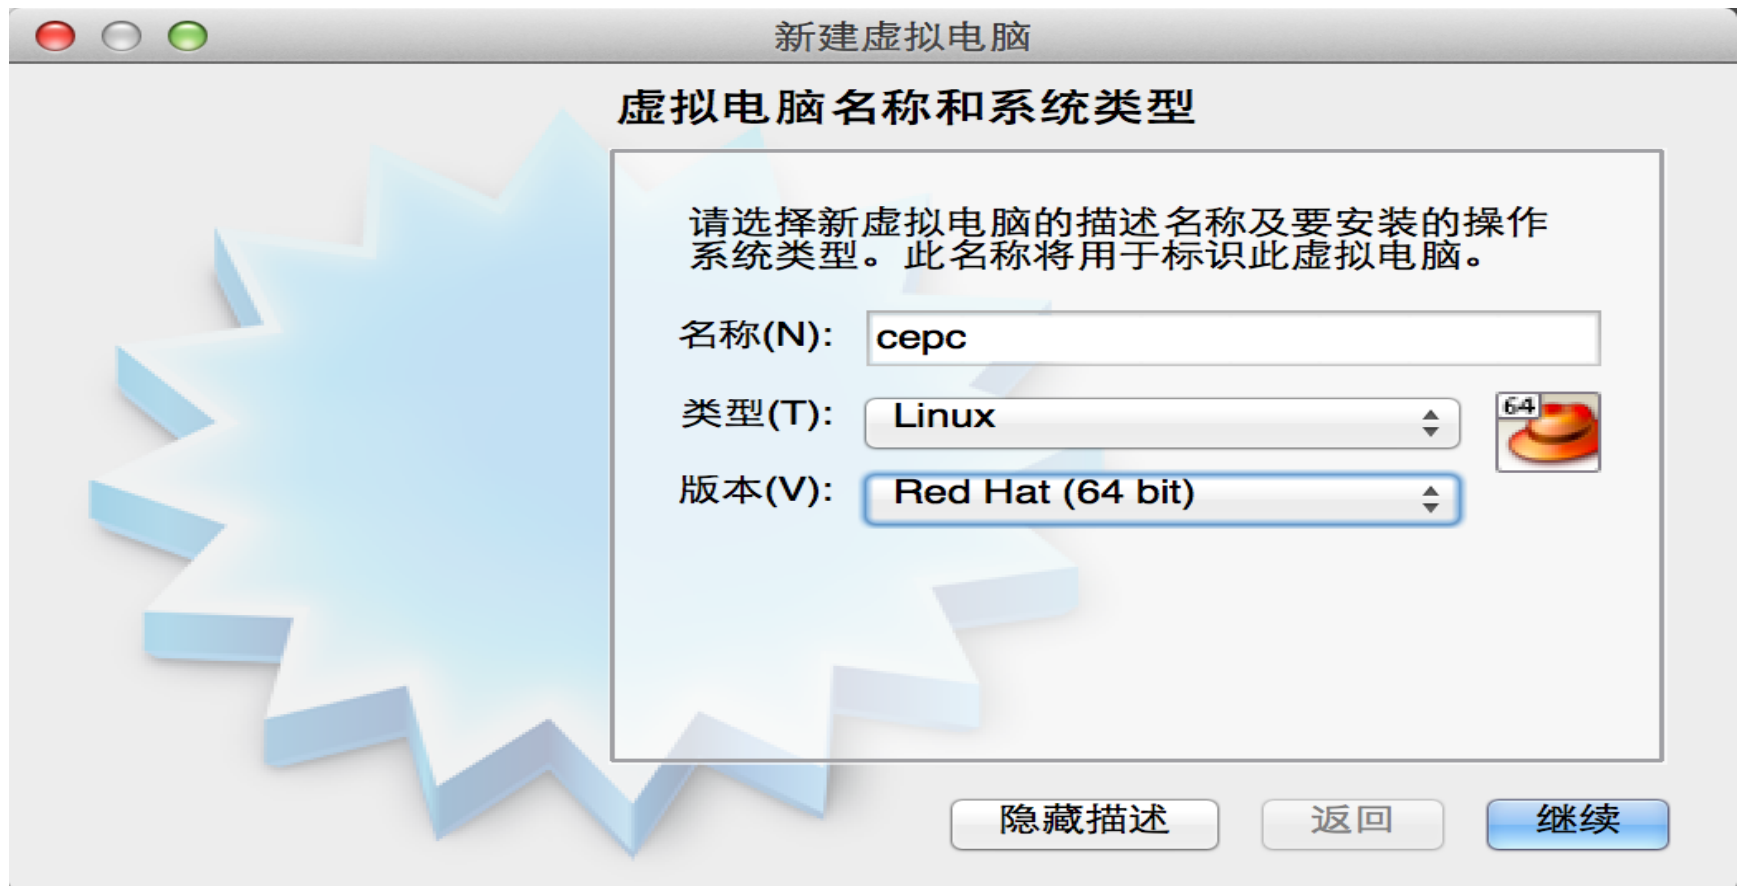 新建虚拟电脑
虚拟电脑名称和系统类型
请选择新虚拟电脑的描述名称及要安装的操作
系统类型。此名称将用于标识此虚拟电脑。
名称(N): cepc
类型(T): Linux
64
版本(V): Red Hat (64 bit)
隐藏描述 返回 继续